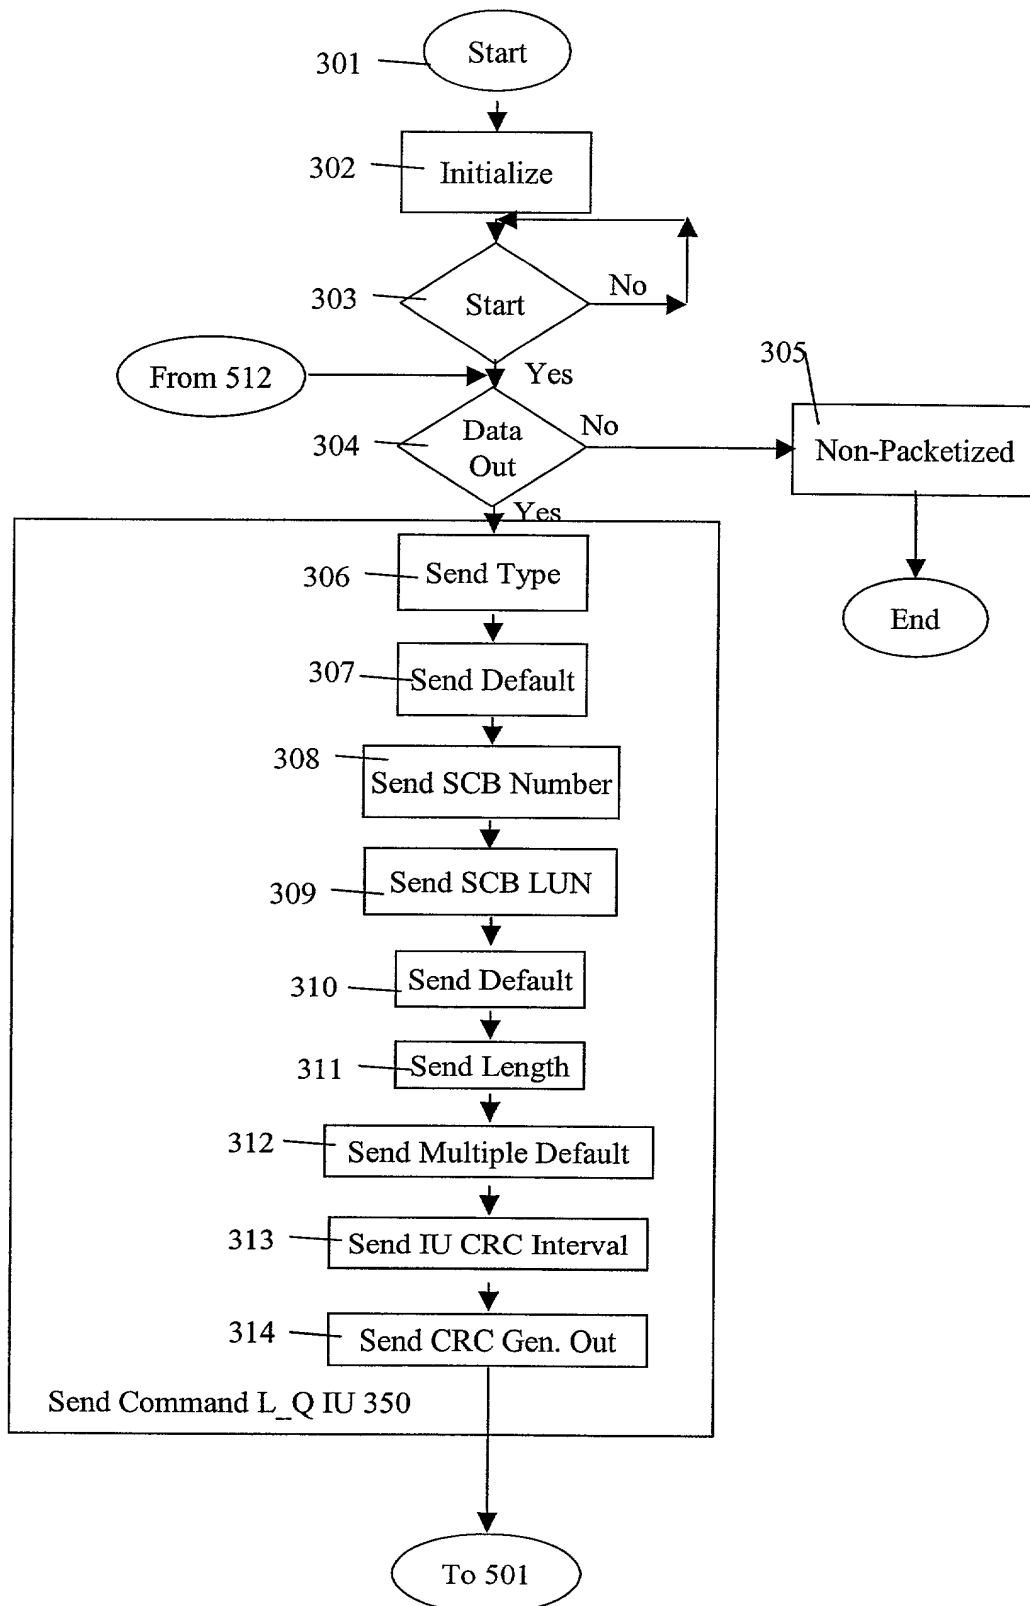 Start
301
Initialize
302
303
Start
No
From 512
Yes
305
304
Data
Out
No
Non-Packetized
Yes
306
Send Type
End
307
Send Default
308
Send SCB Number
309
Send SCB LUN
310
Send Default
311
Send Length
312
Send Multiple Default
313
Send IU CRC Interval
314
Send CRC Gen. Out
Send Command L_Q IU 350
To 501